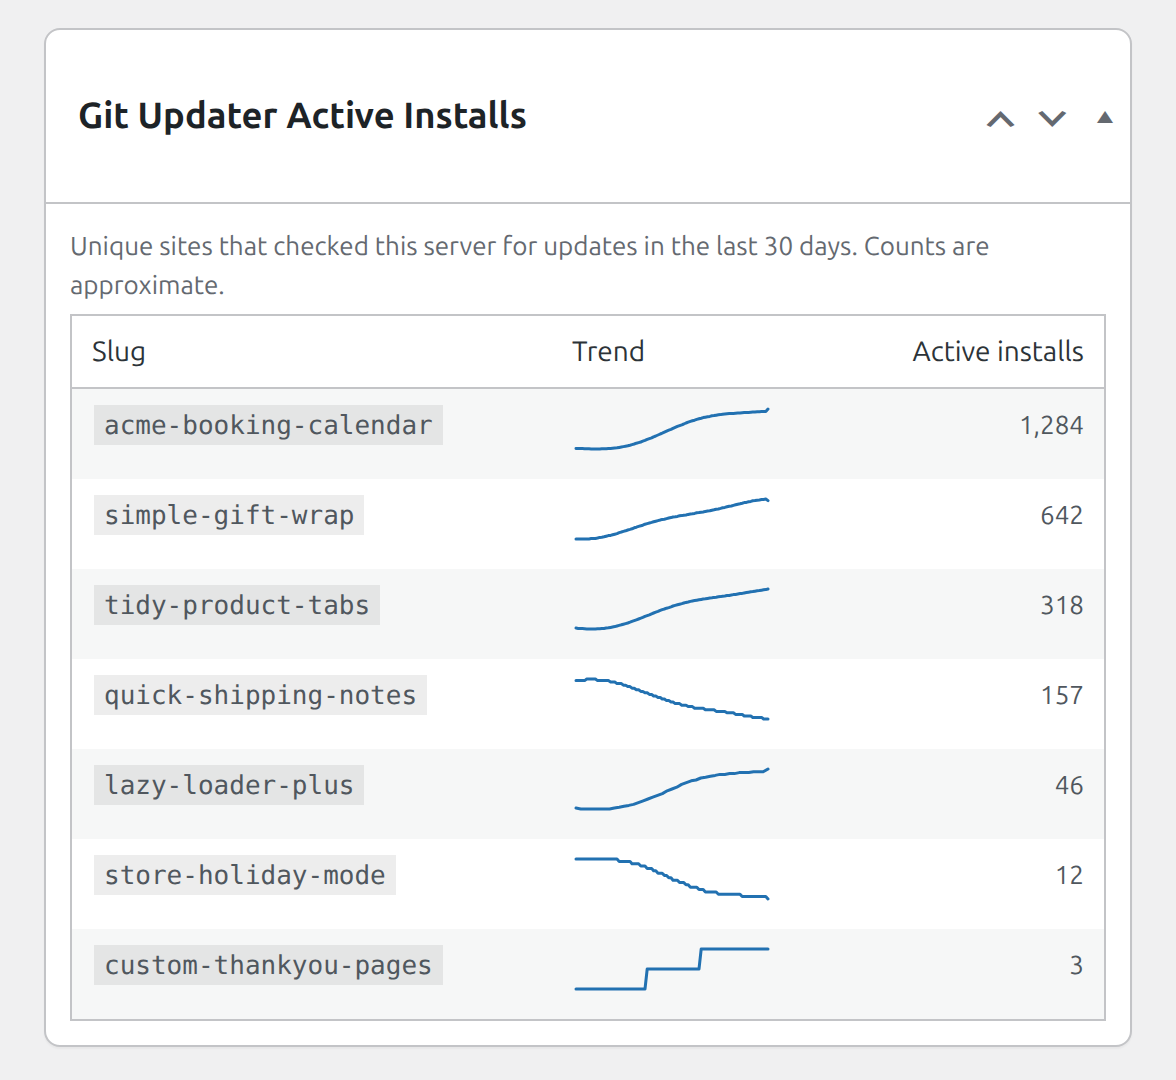 Git Updater Active Installs
Unique sites that checked this server for updates in the last 30 days. Counts are
approximate.
Slug Trend Active installs
acme-booking-calendar 1,284
simple-gift-wrap 642
tidy-product-tabs 318
quick-shipping-notes 157
lazy-loader-plus 46
store-holiday-mode 12
custom-thankyou-pages 3